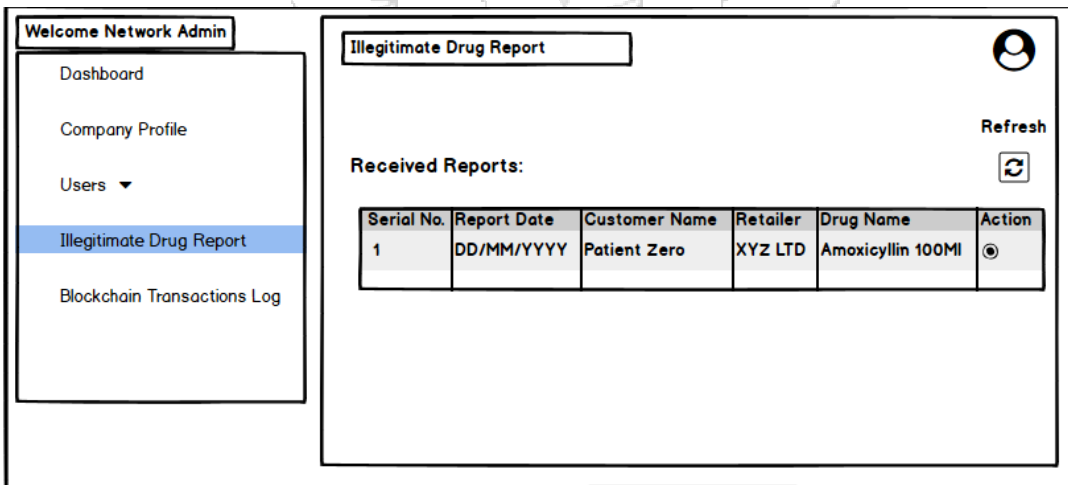 Welcome Network Admin
Dashboard
Company Profile
Users
Illegitimate Drug Report
Blockchain Transactions Log
Illegitimate Drug Report
Refresh
Received Reports:
Serial No. Report Date Customer Name Retailer Drug Name Action
1 DD/MM/YYYY Patient Zero XYZ LTD Amoxicyllin 100Ml